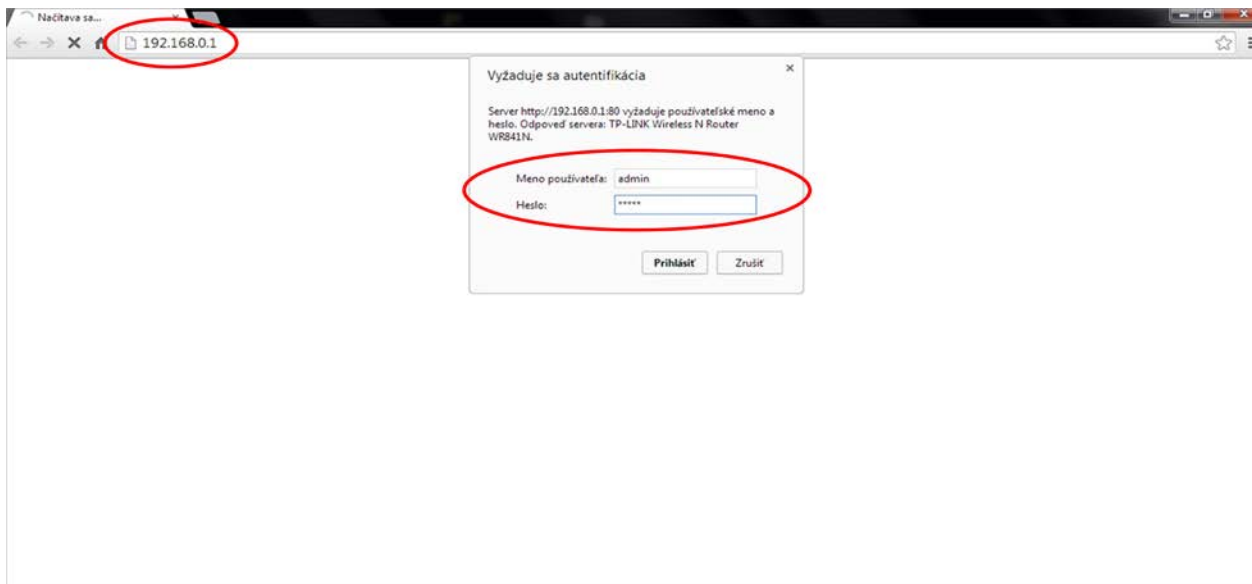 Načítava sa...
192.168.0.1
Vyžaduje sa autentifikácia
Server http://192.168.0.1:80 vyžaduje používateľské meno a
heslo. Odpoveď servera: TP-LINK Wireless N Router
WR841N.
Meno používateľa: admin
Heslo: *****
Prihlásiť Zrušiť